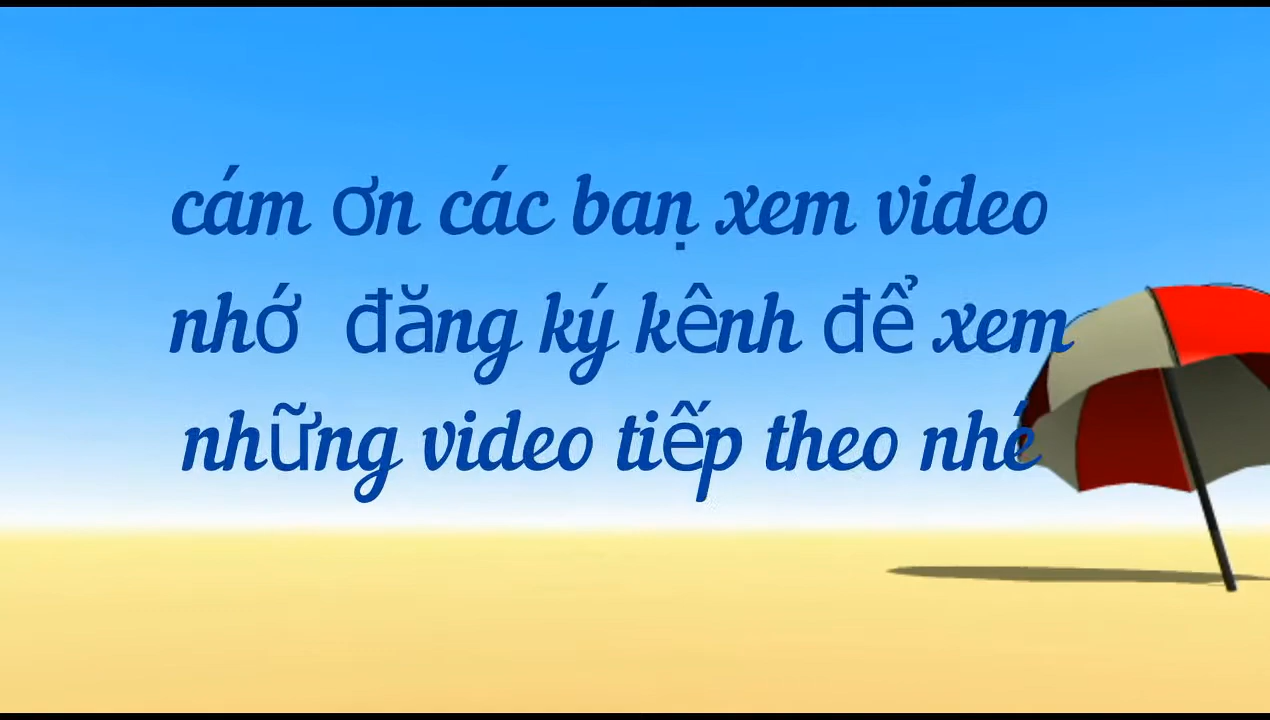 cám ơn các bạn xem video
nhớ đăng ký kênh để xem
những video tiếp theo nhé